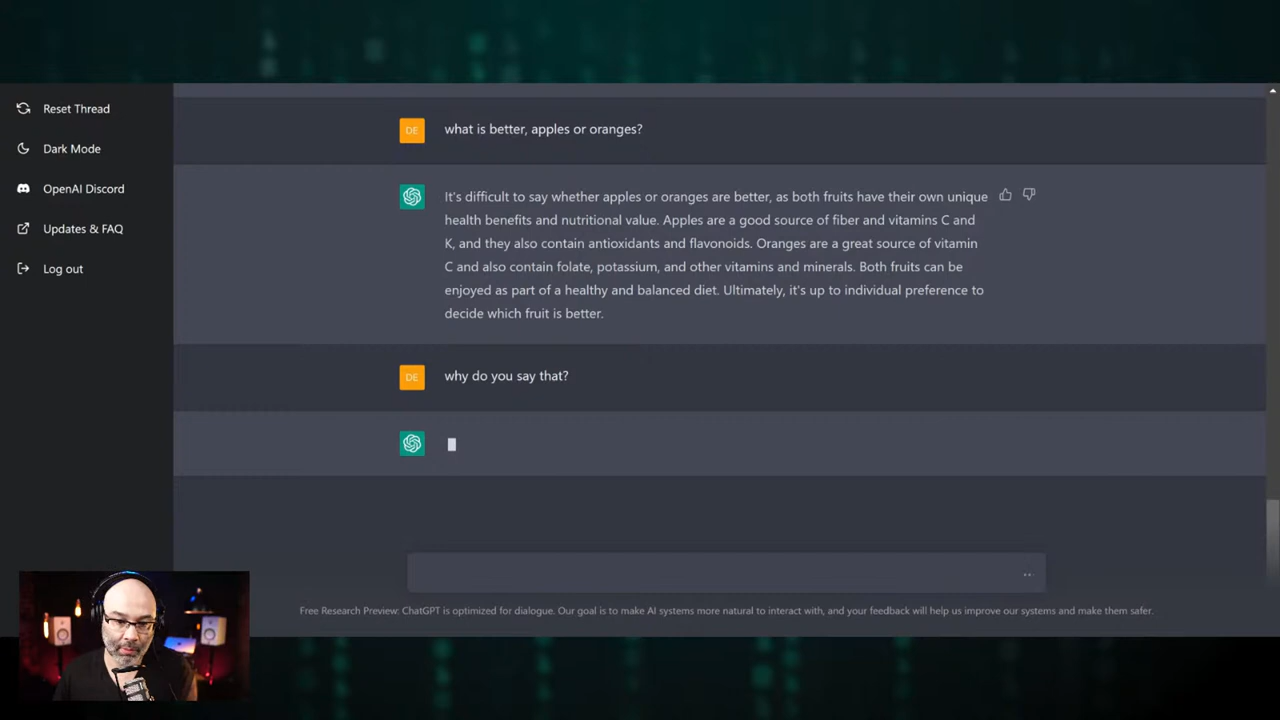 Reset Thread
Dark Mode
OpenAI Discord
Updates & FAQ
Log out
DE
what is better, apples or oranges?
It's difficult to say whether apples or oranges are better, as both fruits have their own unique
health benefits and nutritional value. Apples are a good source of fiber and vitamins C and
K, and they also contain antioxidants and flavonoids. Oranges are a great source of vitamin
C and also contain folate, potassium, and other vitamins and minerals. Both fruits can be
enjoyed as part of a healthy and balanced diet. Ultimately, it's up to individual preference to
decide which fruit is better.
DE
why do you say that?
..
Free Research Preview: ChatGPT is optimized for dialogue. Our goal is to make AI systems more natural to interact with, and your feedback will help us improve our systems and make them safer.